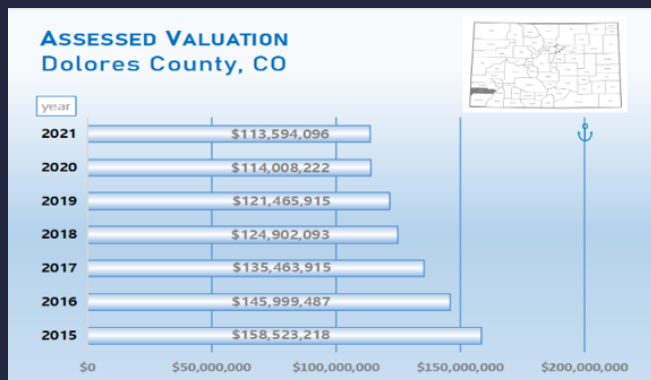 ASSESSED VALUATION
Dolores County, CO
year
2021 $113,594,096
2020 $114,008,222
2019 $121,465,915
2018 $124,902,093
2017 $135,463,915
2016 $145,999,487
2015 $158,523,218
$0 $50,000,000 $100,000,000 $150,000,000 $200,000,000